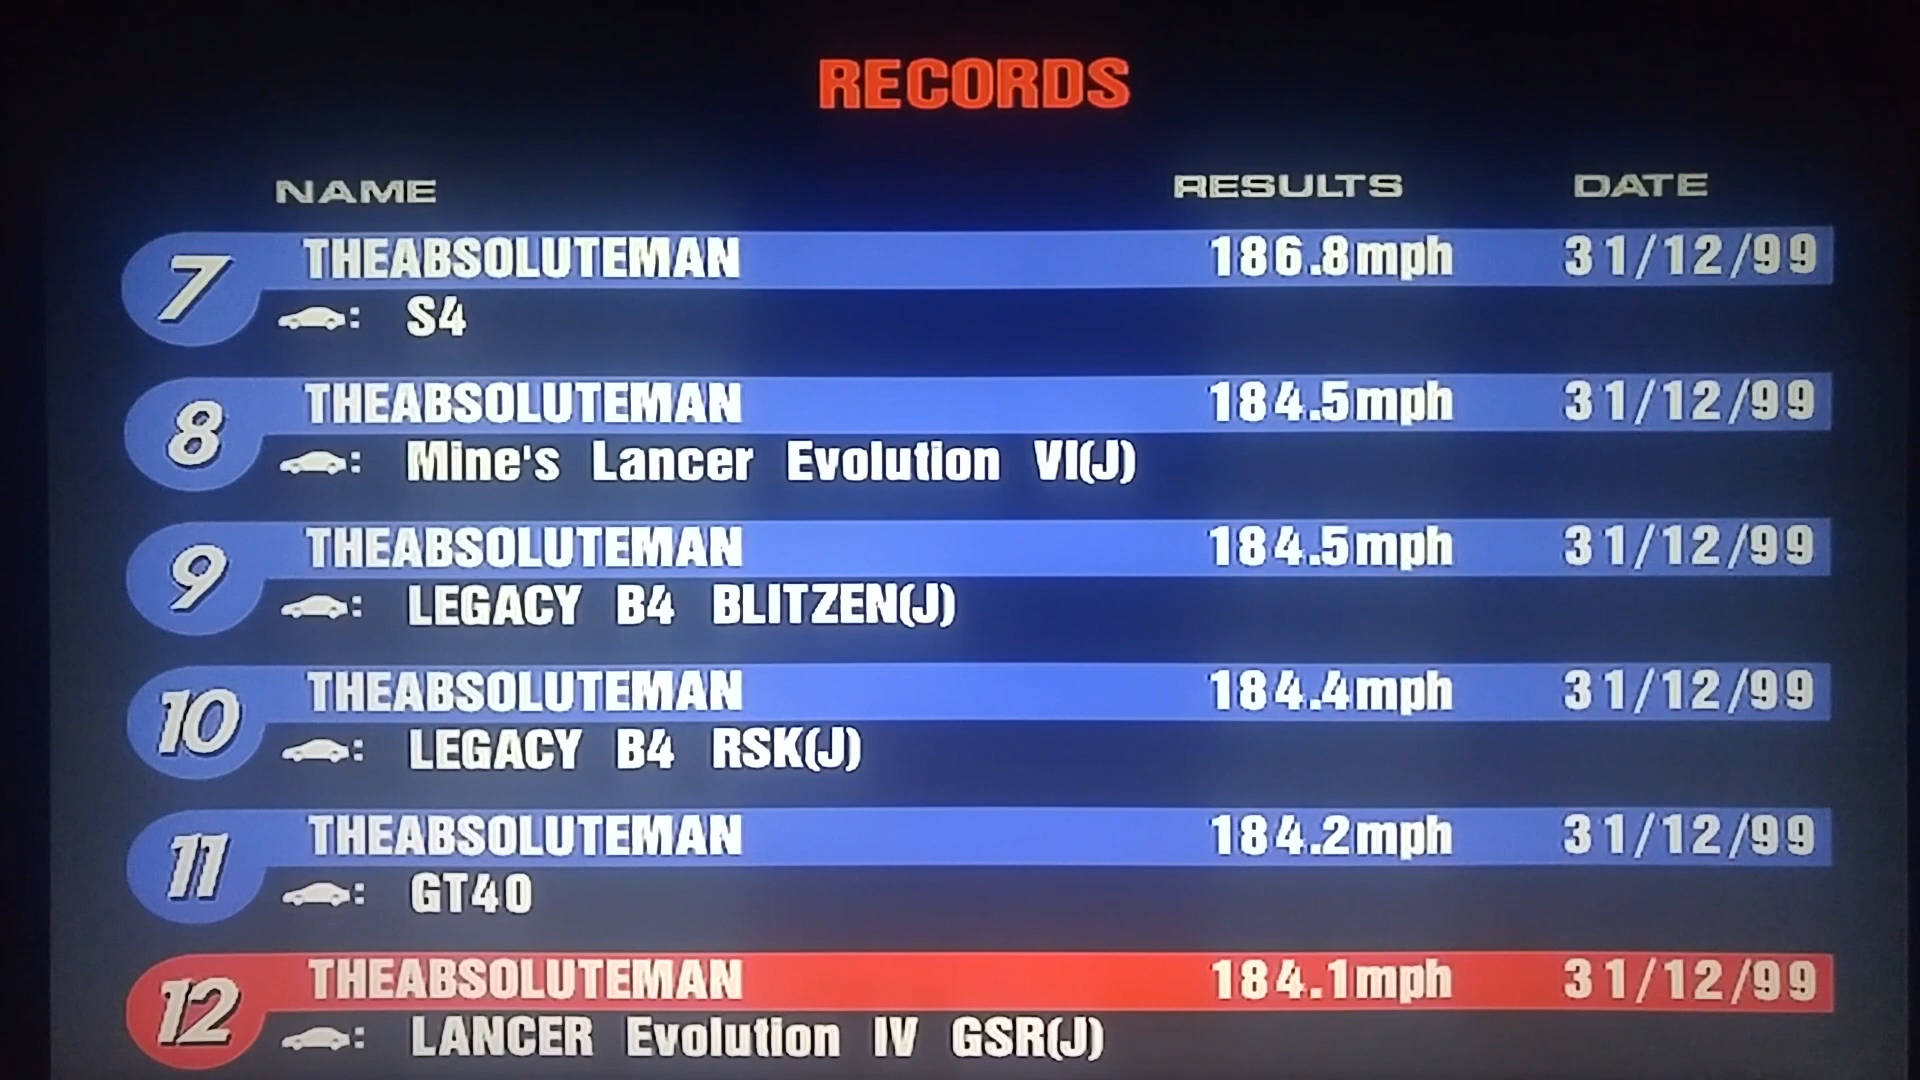 RECORDS
NAME RESULTS DATE
7 THEABSOLUTEMAN 186.8mph 31/12/99
: S4
8 THEABSOLUTEMAN 184.5mph 31/12/99
: Mine's Lancer Evolution VI(J)
9 THEABSOLUTEMAN 184.5mph 31/12/99
: LEGACY B4 BLITZEN(J)
10 THEABSOLUTEMAN 184.4mph 31/12/99
: LEGACY B4 RSK(J)
11 THEABSOLUTEMAN 184.2mph 31/12/99
: GT40
12 THEABSOLUTEMAN 184.1mph 31/12/99
: LANCER Evolution IV GSR(J)